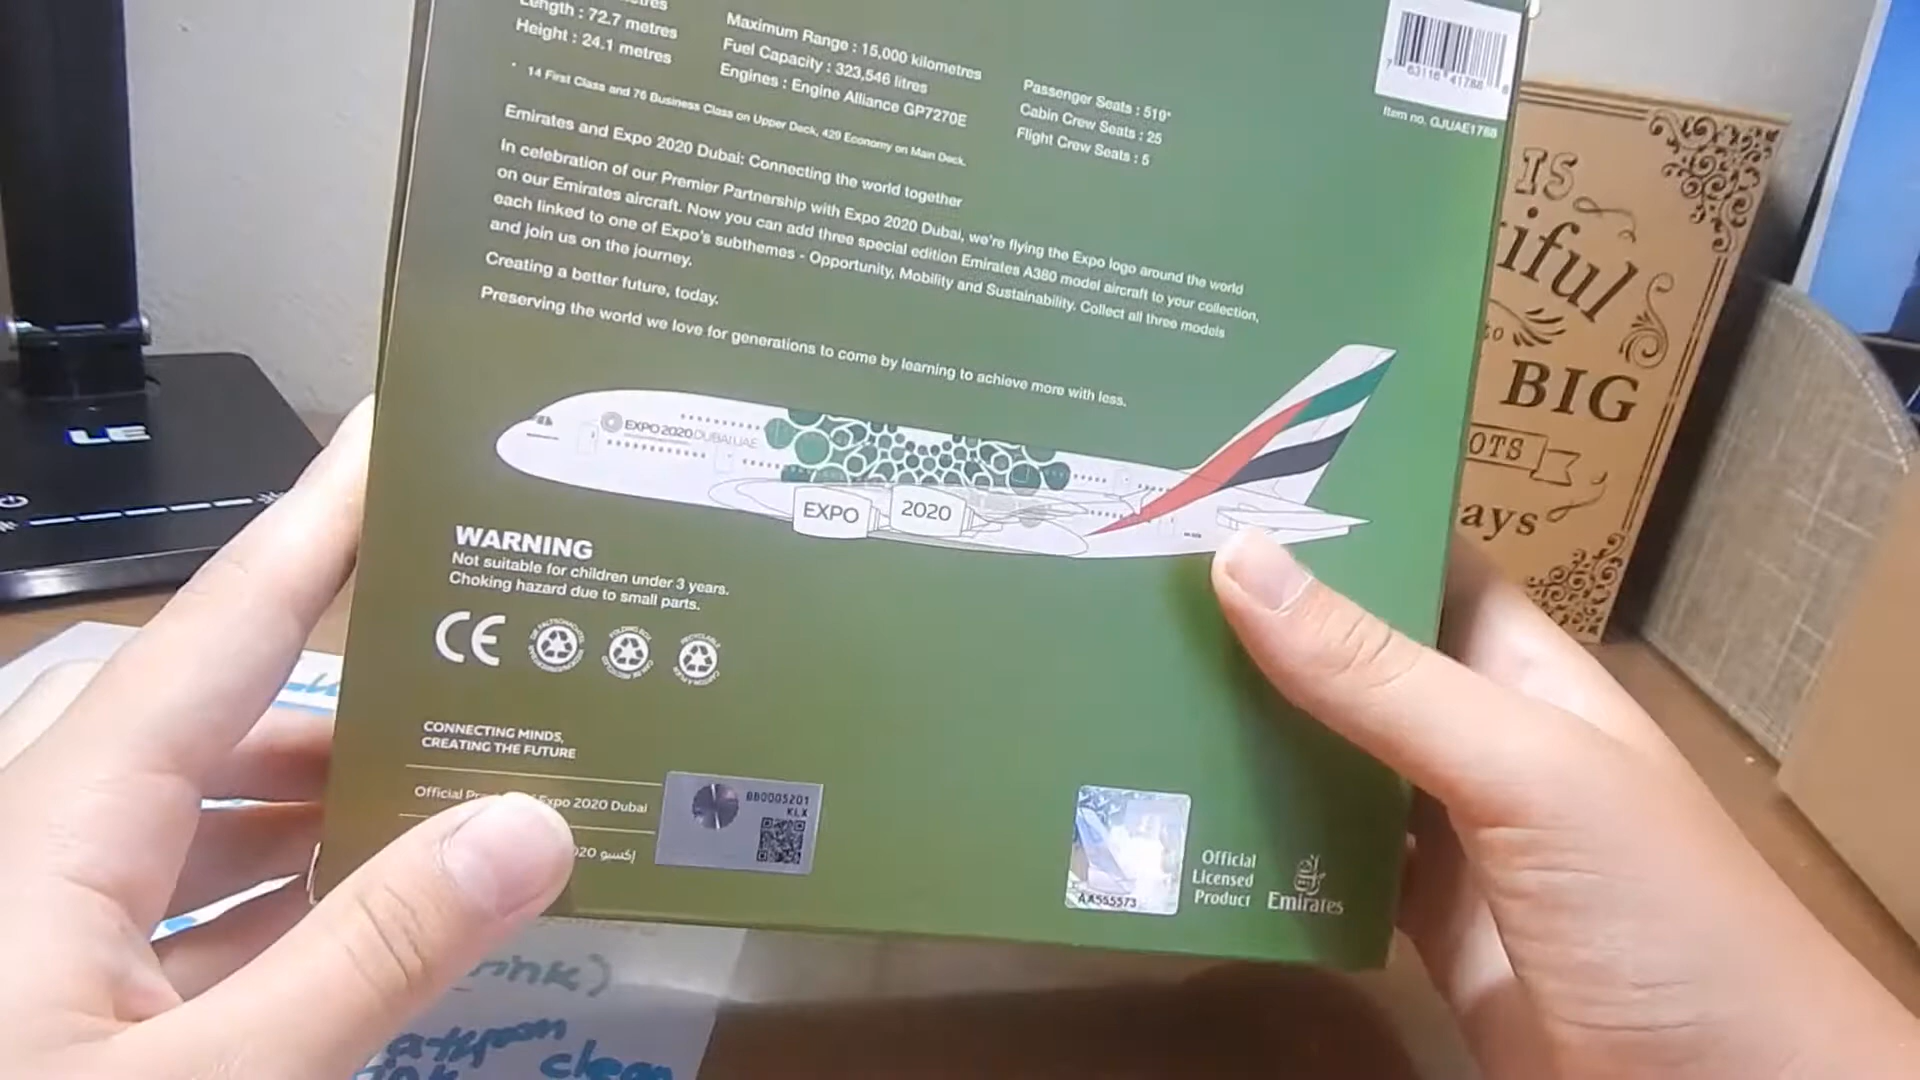 Length : 72.7 metres
Height : 24.1 metres
Maximum Range : 15,000 kilometres
Fuel Capacity : 323,546 litres
Engines : Engine Alliance GP7270E
Passenger Seats : 519*
Cabin Crew Seats : 25
Flight Crew Seats : 5
* 14 First Class and 76 Business Class on Upper Deck, 429 Economy on Main Deck.
Item no. GJUAE1788
Emirates and Expo 2020 Dubai: Connecting the world together
In celebration of our Premier Partnership with Expo 2020 Dubai, we're flying the Expo logo around the world
on our Emirates aircraft. Now you can add three special edition Emirates A380 model aircraft to your collection,
each linked to one of Expo's subthemes - Opportunity, Mobility and Sustainability. Collect all three models
and join us on the journey.
Creating a better future, today.
Preserving the world we love for generations to come by learning to achieve more with less.
EXPO 2020 DUBAI UAE
EXPO 2020
WARNING
Not suitable for children under 3 years.
Choking hazard due to small parts.
CE
CONNECTING MINDS,
CREATING THE FUTURE
Official Expo 2020 Dubai
إكسبو
BB0005201
KLX
AA555573
Official
Licensed
Product
Emirates
LE
IS
BIG
clean